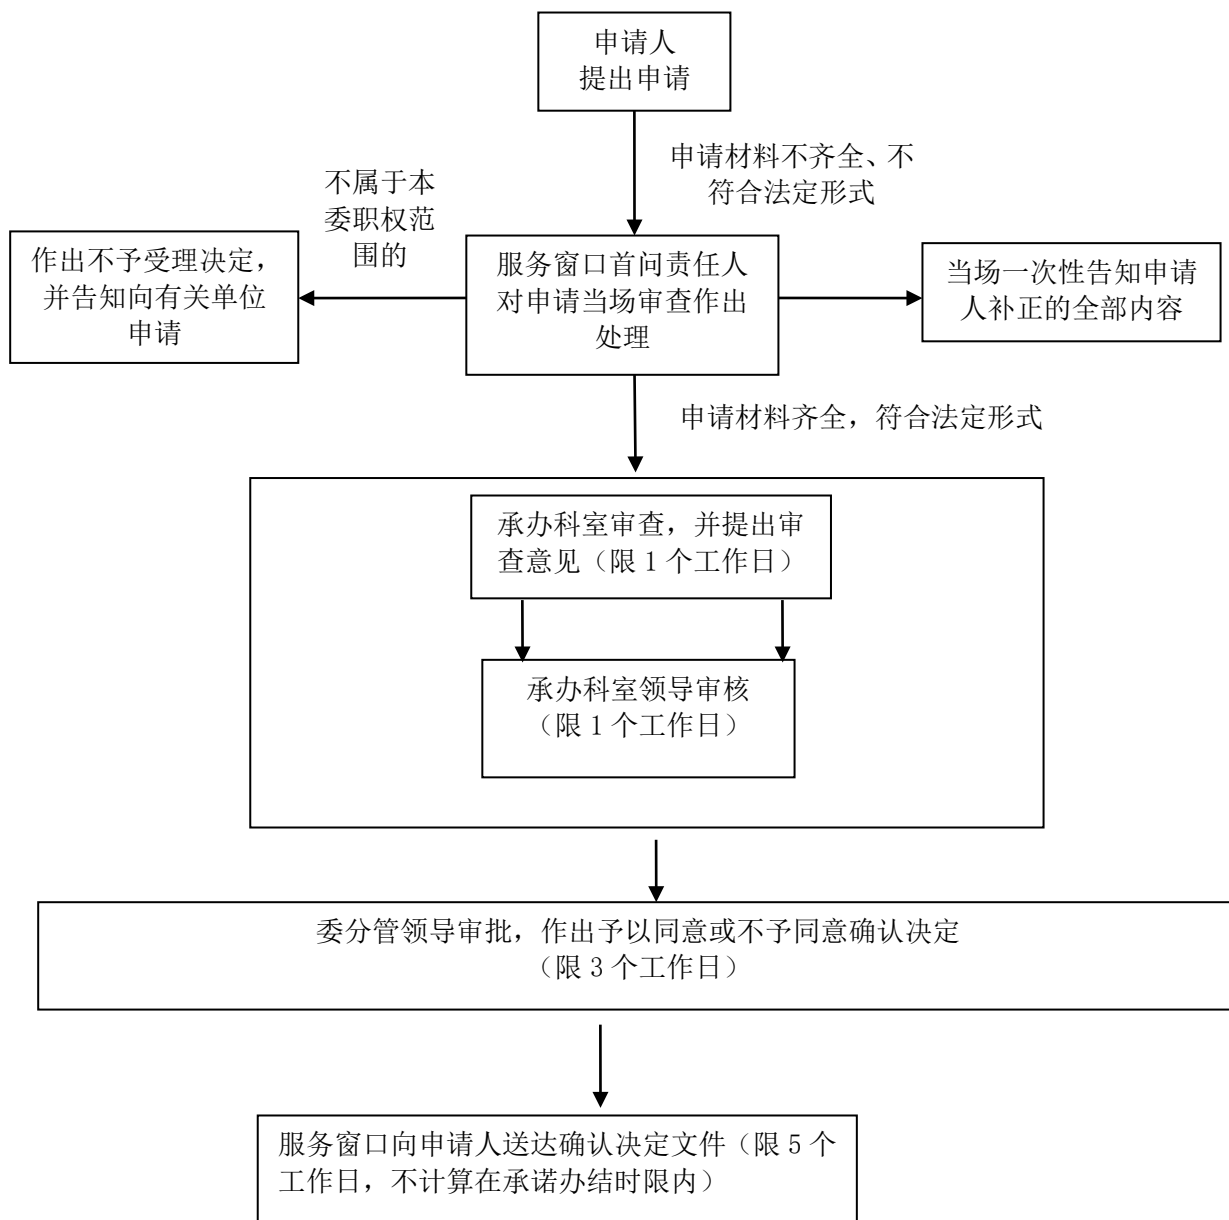 申请人
提出申请
申请材料不齐全、不
符合法定形式
不属于本
委职权范
围的
作出不予受理决定，
并告知向有关单位
申请
服务窗口首问责任人
对申请当场审查作出
处理
当场一次性告知申请
人补正的全部内容
申请材料齐全，符合法定形式
承办科室审查，并提出审
查意见（限 1 个工作日）
承办科室领导审核
（限 1 个工作日）
委分管领导审批，作出予以同意或不予同意确认决定
（限 3 个工作日）
服务窗口向申请人送达确认决定文件（限 5 个
工作日，不计算在承诺办结时限内）